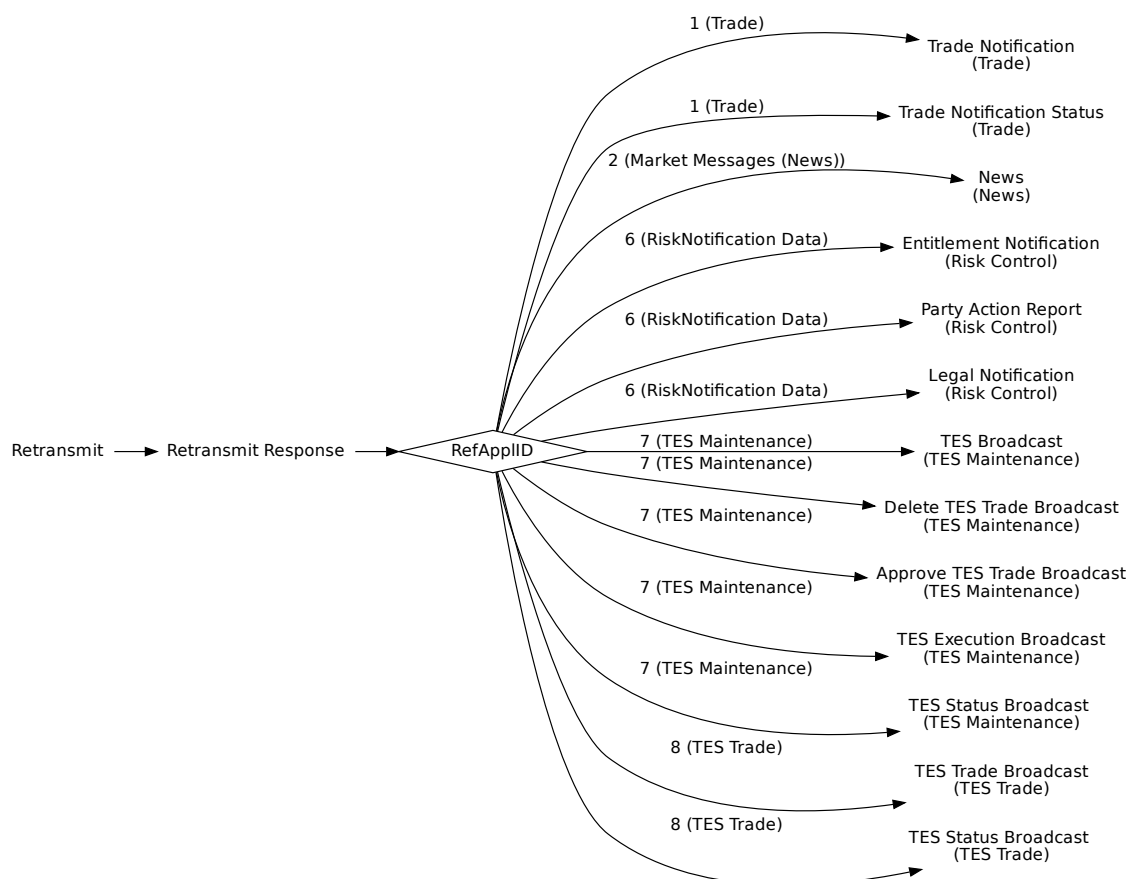 1 (Trade)
Trade Notification
(Trade)
1 (Trade)
Trade Notification Status
(Trade)
2 (Market Messages (News))
News
(News)
6 (RiskNotification Data)
Entitlement Notification
(Risk Control)
6 (RiskNotification Data)
Party Action Report
(Risk Control)
6 (RiskNotification Data)
Legal Notification
(Risk Control)
Retransmit
Retransmit Response
RefApplID
7 (TES Maintenance)
TES Broadcast
(TES Maintenance)
7 (TES Maintenance)
Delete TES Trade Broadcast
(TES Maintenance)
7 (TES Maintenance)
Approve TES Trade Broadcast
(TES Maintenance)
7 (TES Maintenance)
TES Execution Broadcast
(TES Maintenance)
7 (TES Maintenance)
TES Status Broadcast
(TES Maintenance)
8 (TES Trade)
TES Trade Broadcast
(TES Trade)
8 (TES Trade)
TES Status Broadcast
(TES Trade)